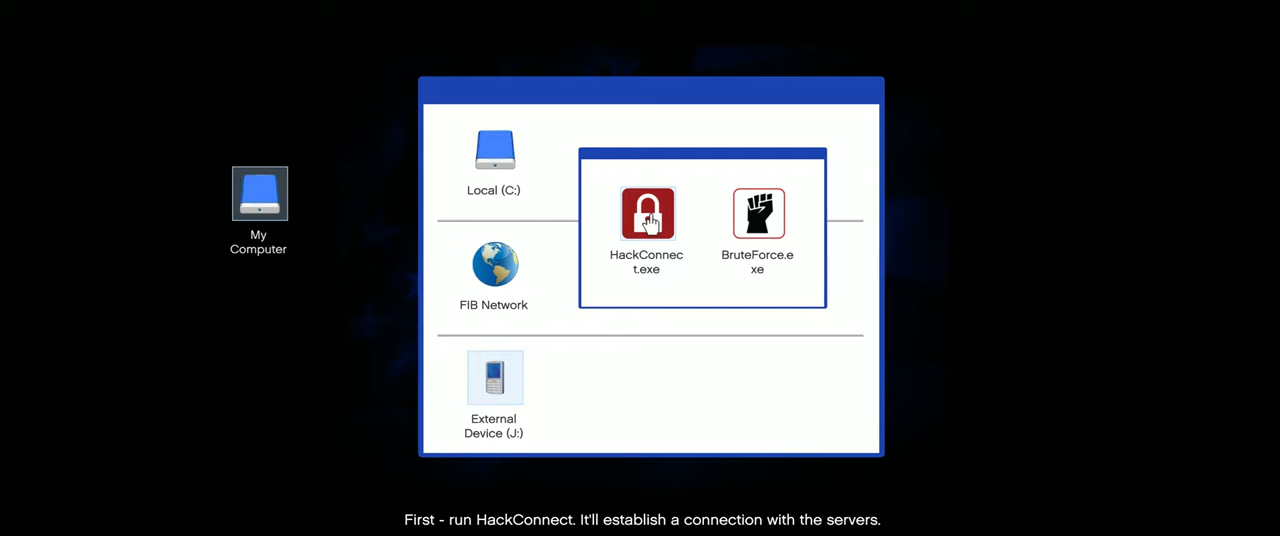 My
Computer
Local (C:)
FIB Network
External
Device (J:)
HackConnec
t.exe
BruteForce.e
xe
First - run HackConnect. It'll establish a connection with the servers.